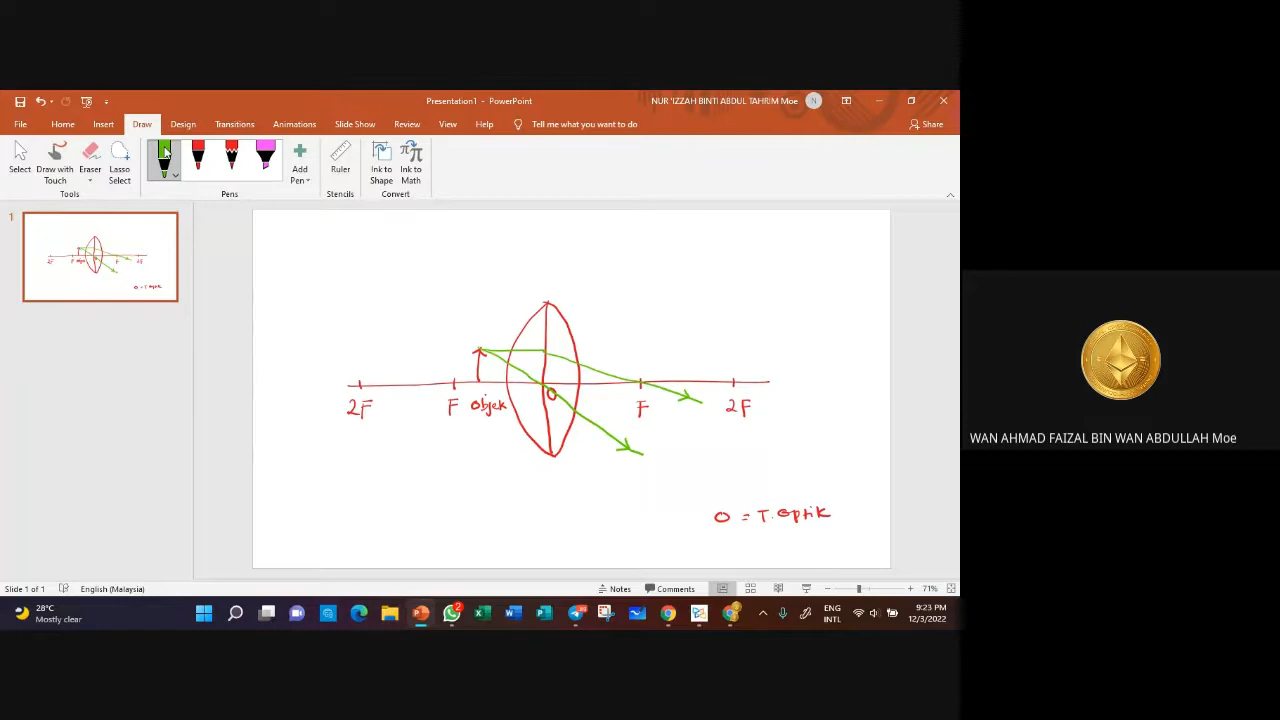 Presentation1 - PowerPoint
NUR 'IZZAH BINTI ABDUL TAHRIM Moe
N
File Home Insert Draw Design Transitions Animations Slide Show Review View Help Tell me what you want to do Share
Select Draw with Touch Eraser Lasso Select Add Pen Ruler Ink to Shape Ink to Math
Tools Pens Stencils Convert
1
2F F objek O F 2F
O = T. Optik
WAN AHMAD FAIZAL BIN WAN ABDULLAH Moe
Slide 1 of 1 English (Malaysia) Notes Comments 71%
28°C
Mostly clear
2
ENG
INTL
9:23 PM
12/3/2022